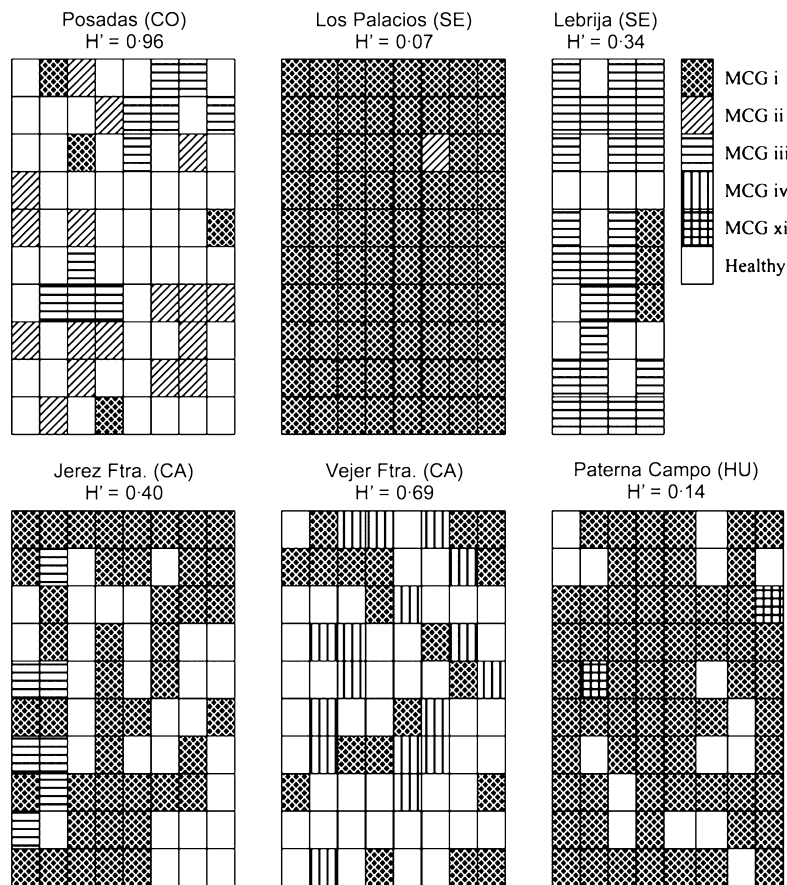 Posadas (CO)
H' = 0·96
Los Palacios (SE)
H' = 0·07
Lebrija (SE)
H' = 0·34
MCG i
MCG ii
MCG iii
MCG iv
MCG xi
Healthy
Jerez Ftra. (CA)
H' = 0·40
Vejer Ftra. (CA)
H' = 0·69
Paterna Campo (HU)
H' = 0·14